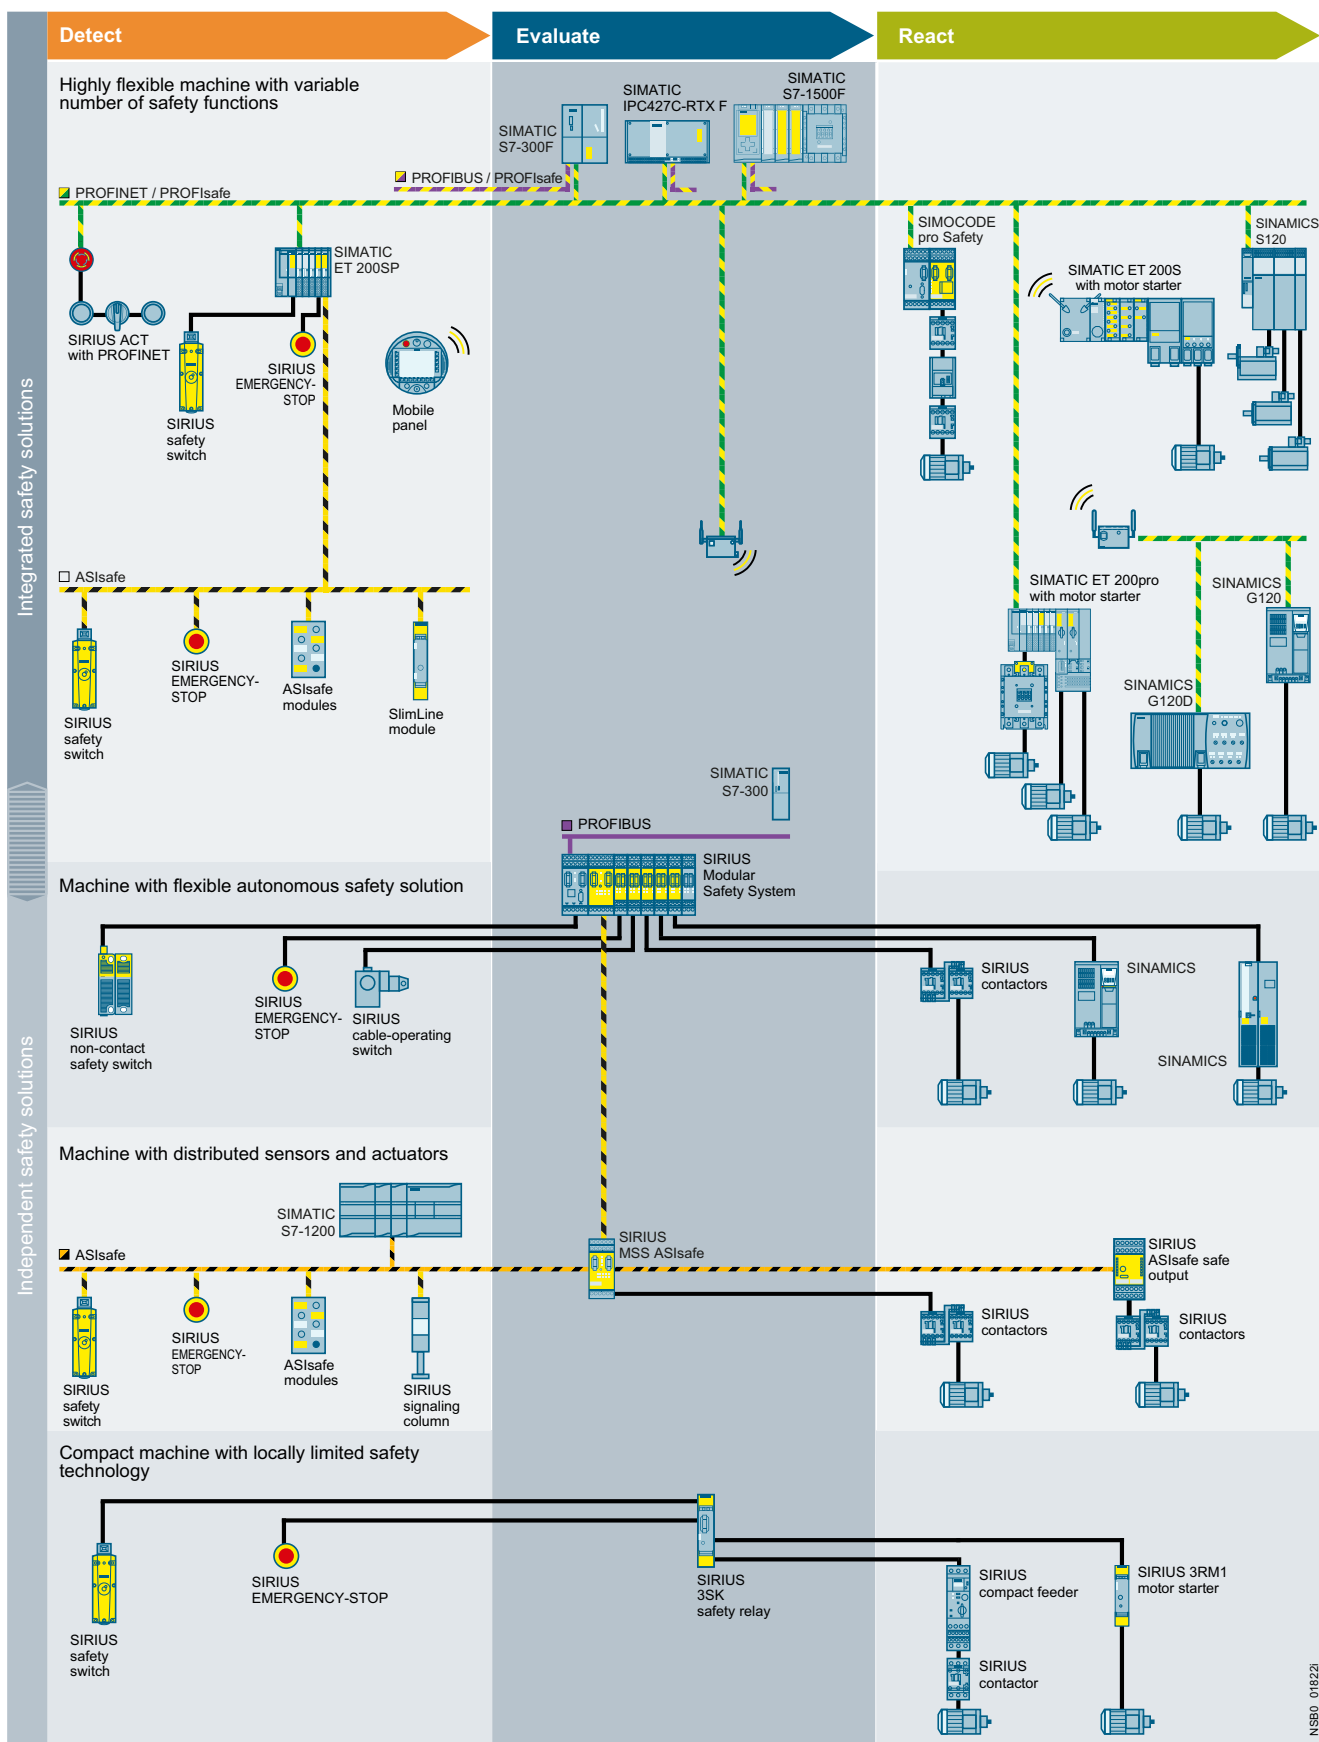 Detect
Evaluate
React
Integrated safety solutions
Independent safety solutions
Highly flexible machine with variable
number of safety functions
SIMATIC
S7-300F
SIMATIC
IPC427C-RTX F
SIMATIC
S7-1500F
PROFIBUS / PROFIsafe
PROFINET / PROFIsafe
SIRIUS ACT
with PROFINET
SIMATIC
ET 200SP
SIRIUS
safety
switch
SIRIUS
EMERGENCY-
STOP
Mobile
panel
SIMOCODE
pro Safety
SIMATIC ET 200S
with motor starter
SINAMICS
S120
ASIsafe
SIRIUS
safety
switch
SIRIUS
EMERGENCY-
STOP
ASIsafe
modules
SlimLine
module
SIMATIC ET 200pro
with motor starter
SINAMICS
G120
SINAMICS
G120D
SIMATIC
S7-300
PROFIBUS
SIRIUS
Modular
Safety System
Machine with flexible autonomous safety solution
SIRIUS
non-contact
safety switch
SIRIUS
EMERGENCY-
STOP
SIRIUS
cable-operating
switch
SIRIUS
contactors
SINAMICS
SINAMICS
Machine with distributed sensors and actuators
SIMATIC
S7-1200
ASIsafe
SIRIUS
MSS ASIsafe
SIRIUS
ASIsafe safe
output
SIRIUS
safety
switch
SIRIUS
EMERGENCY-
STOP
ASIsafe
modules
SIRIUS
signaling
column
SIRIUS
contactors
SIRIUS
contactors
Compact machine with locally limited safety
technology
SIRIUS
safety
switch
SIRIUS
EMERGENCY-STOP
SIRIUS
3SK
safety relay
SIRIUS
compact feeder
SIRIUS 3RM1
motor starter
SIRIUS
contactor
NSB0_01822i